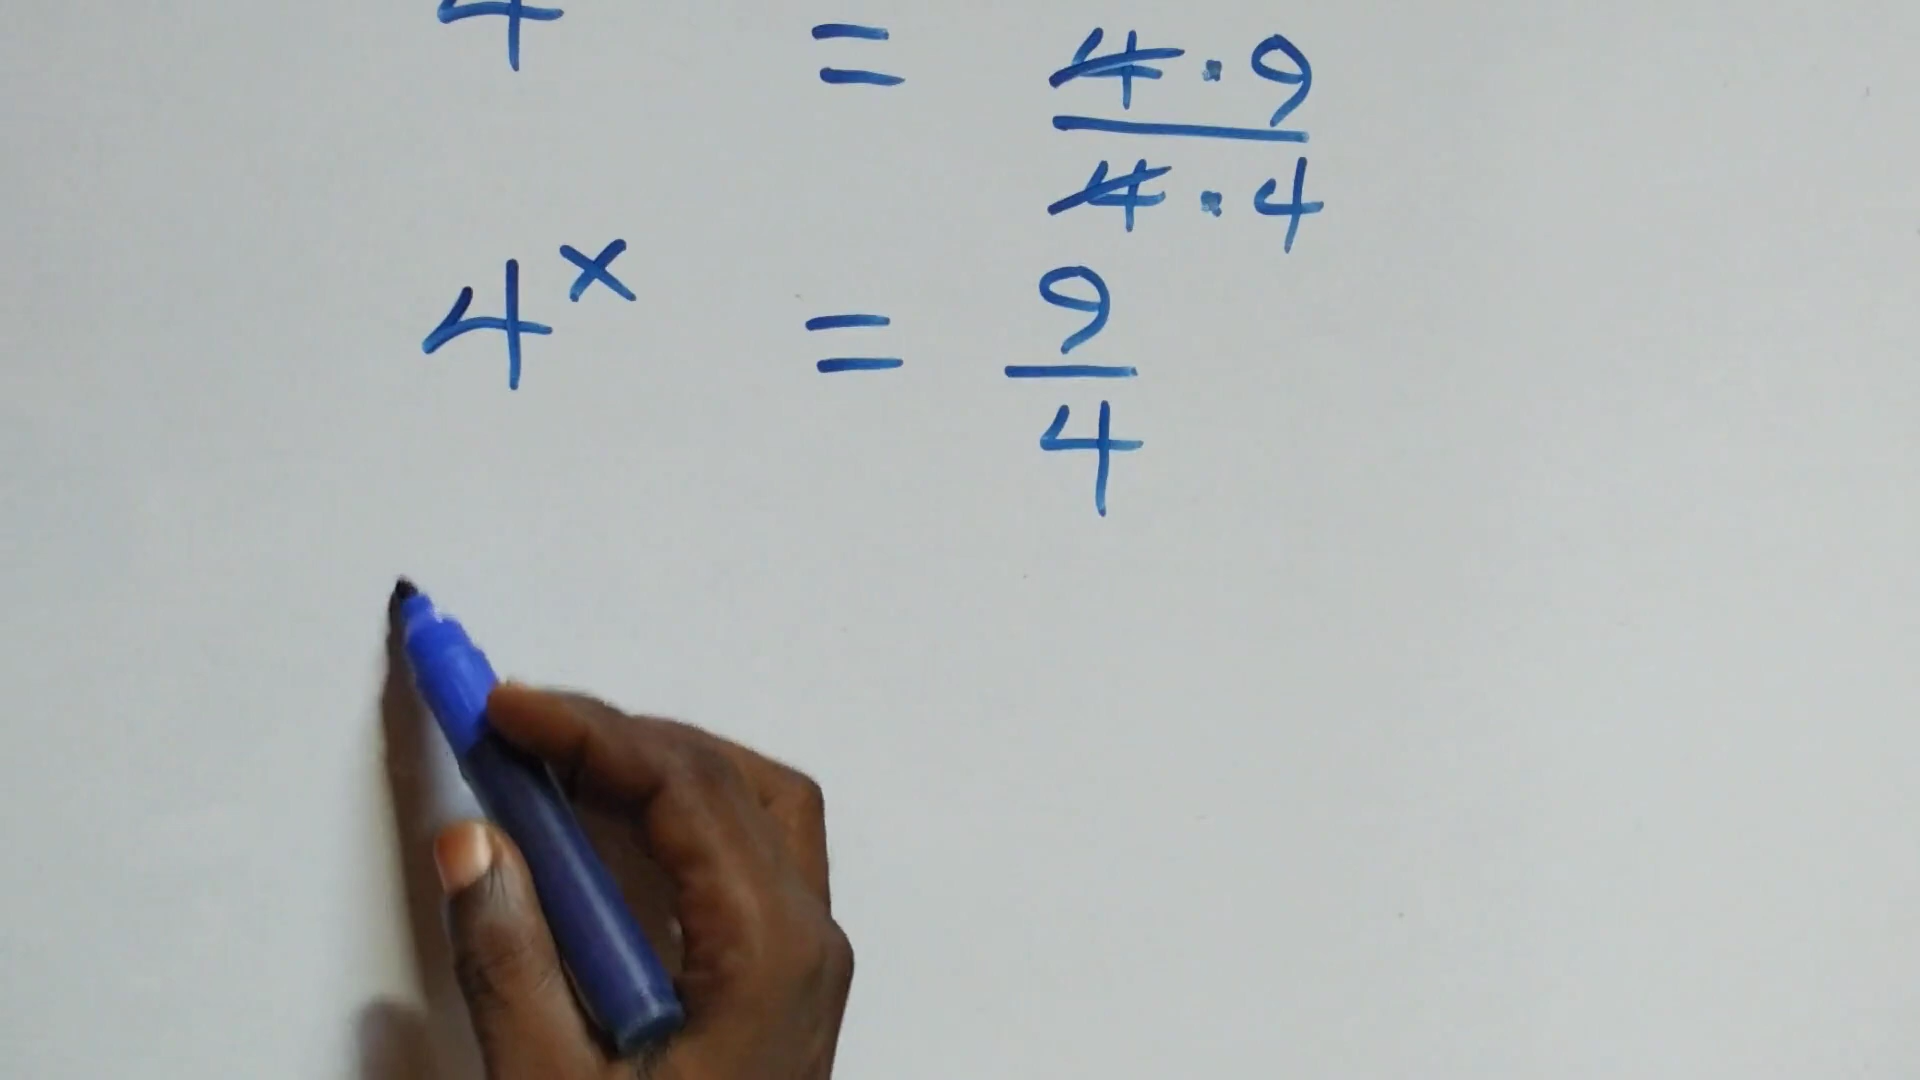 4 = 4·9/4·4
4^x = 9/4